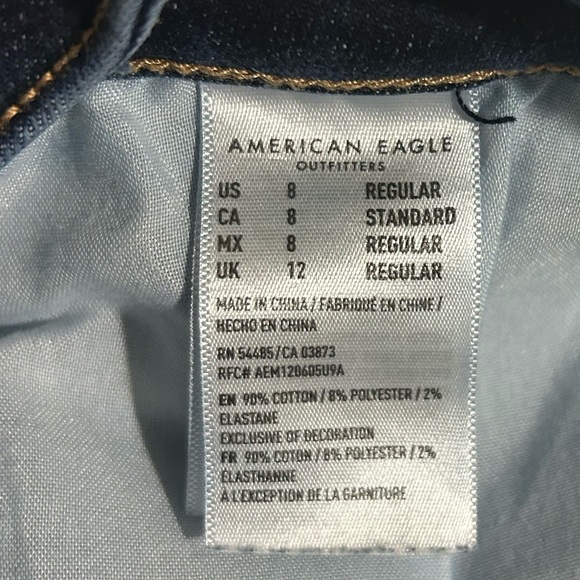 AMERICAN EAGLE
OUTFITTERS
US 8 REGULAR
CA 8 STANDARD
MX 8 REGULAR
UK 12 REGULAR
MADE IN CHINA / FABRIQUÉ EN CHINE /
HECHO EN CHINA
RN 54485/CA 03873
RFC# AEM120605U9A
EN 90% COTTON / 8% POLYESTER / 2%
ELASTANE
EXCLUSIVE OF DECORATION
FR 90% COTON / 8% POLYESTER / 2%
ÉLASTHANNE
À L'EXCEPTION DE LA GARNITURE